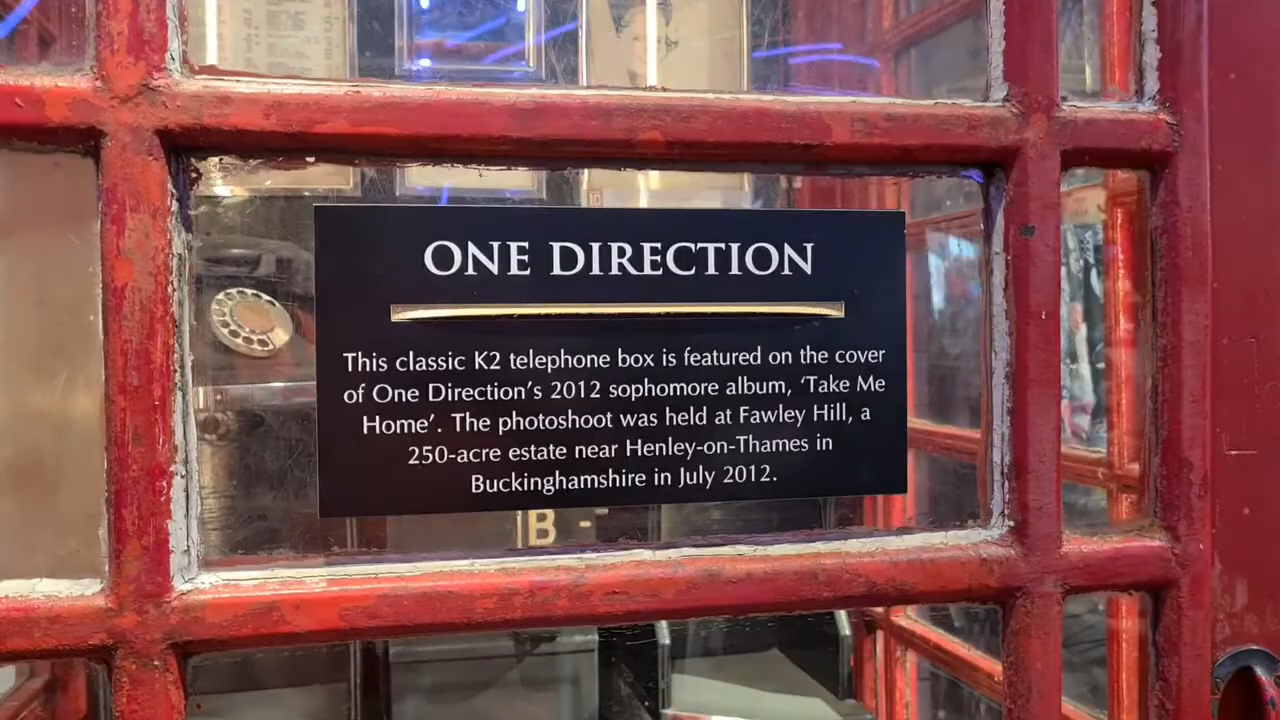 1D
ONE DIRECTION
This classic K2 telephone box is featured on the cover
of One Direction's 2012 sophomore album, ‘Take Me
Home’. The photoshoot was held at Fawley Hill, a
250-acre estate near Henley-on-Thames in
Buckinghamshire in July 2012.
B